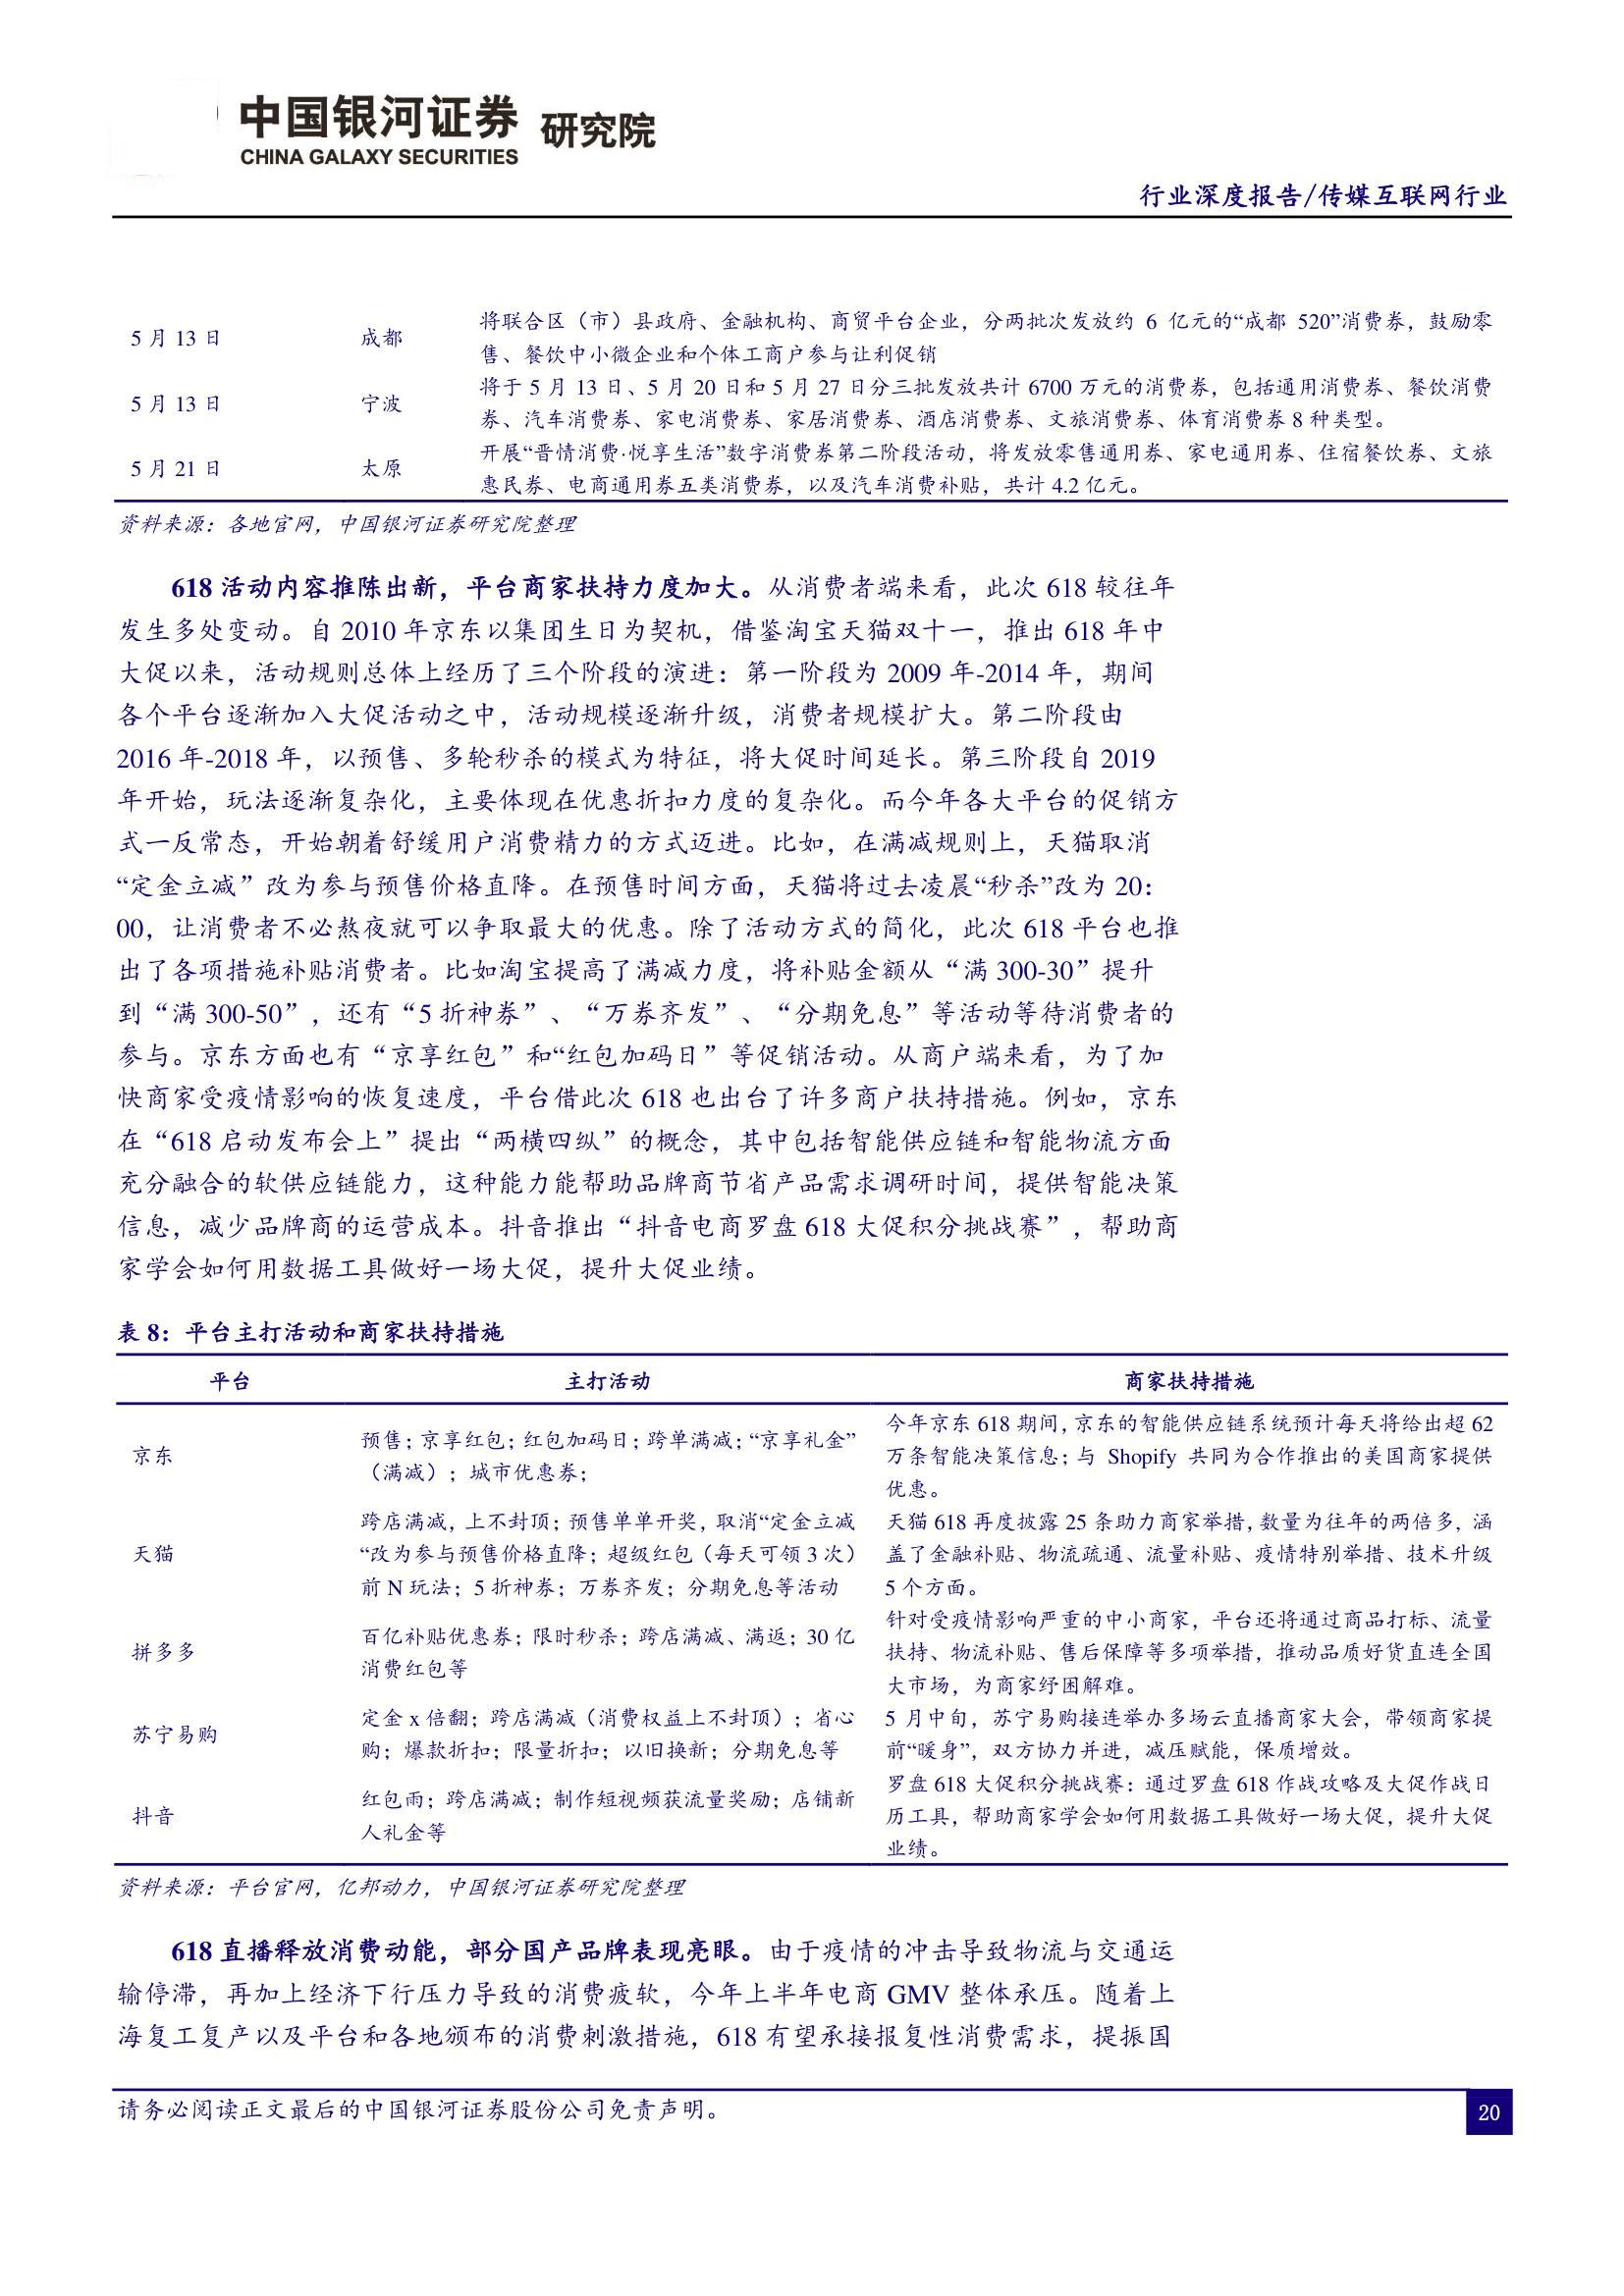 中国银河证券 研究院
CHINA GALAXY SECURITIES
行业深度报告/传媒互联网行业
5 月 13 日 成都 将联合区（市）县政府、金融机构、商贸平台企业，分两批次发放约 6 亿元的“成都 520”消费券，鼓励零
售、餐饮中小微企业和个体工商户参与让利促销
5 月 13 日 宁波 将于 5 月 13 日、5 月 20 日和 5 月 27 日分三批发放共计 6700 万元的消费券，包括通用消费券、餐饮消费
券、汽车消费券、家电消费券、家居消费券、酒店消费券、文旅消费券、体育消费券 8 种类型。
5 月 21 日 太原 开展“晋情消费·悦享生活”数字消费券第二阶段活动，将发放零售通用券、家电通用券、住宿餐饮券、文旅
惠民券、电商通用券五类消费券，以及汽车消费补贴，共计 4.2 亿元。
资料来源：各地官网，中国银河证券研究院整理
618 活动内容推陈出新，平台商家扶持力度加大。从消费者端来看，此次 618 较往年
发生多处变动。自 2010 年京东以集团生日为契机，借鉴淘宝天猫双十一，推出 618 年中
大促以来，活动规则总体上经历了三个阶段的演进：第一阶段为 2009 年-2014 年，期间
各个平台逐渐加入大促活动之中，活动规模逐渐升级，消费者规模扩大。第二阶段由
2016 年-2018 年，以预售、多轮秒杀的模式为特征，将大促时间延长。第三阶段自 2019
年开始，玩法逐渐复杂化，主要体现在优惠折扣力度的复杂化。而今年各大平台的促销方
式一反常态，开始朝着舒缓用户消费精力的方式迈进。比如，在满减规则上，天猫取消
“定金立减”改为参与预售价格直降。在预售时间方面，天猫将过去凌晨“秒杀”改为 20：
00，让消费者不必熬夜就可以争取最大的优惠。除了活动方式的简化，此次 618 平台也推
出了各项措施补贴消费者。比如淘宝提高了满减力度，将补贴金额从“满 300-30”提升
到“满 300-50”，还有“5 折神券”、“万券齐发”、“分期免息”等活动等待消费者的
参与。京东方面也有“京享红包”和“红包加码日”等促销活动。从商户端来看，为了加
快商家受疫情影响的恢复速度，平台借此次 618 也出台了许多商户扶持措施。例如，京东
在“618 启动发布会上”提出“两横四纵”的概念，其中包括智能供应链和智能物流方面
充分融合的软供应链能力，这种能力能帮助品牌商节省产品需求调研时间，提供智能决策
信息，减少品牌商的运营成本。抖音推出“抖音电商罗盘 618 大促积分挑战赛”，帮助商
家学会如何用数据工具做好一场大促，提升大促业绩。
表 8：平台主打活动和商家扶持措施
平台 主打活动 商家扶持措施
京东 预售；京享红包；红包加码日；跨单满减；“京享礼金”
（满减）；城市优惠券；
今年京东 618 期间，京东的智能供应链系统预计每天将给出超 62
万条智能决策信息；与 Shopify 共同为合作推出的美国商家提供
优惠。
天猫 跨店满减，上不封顶；预售单单开奖，取消“定金立减
“改为参与预售价格直降；超级红包（每天可领 3 次）
前 N 玩法；5 折神券；万券齐发；分期免息等活动
天猫 618 再度披露 25 条助力商家举措，数量为往年的两倍多，涵
盖了金融补贴、物流疏通、流量补贴、疫情特别举措、技术升级
5 个方面。
拼多多 百亿补贴优惠券；限时秒杀；跨店满减、满返；30 亿
消费红包等
针对受疫情影响严重的中小商家，平台还将通过商品打标、流量
扶持、物流补贴、售后保障等多项举措，推动品质好货直连全国
大市场，为商家纾困解难。
苏宁易购 定金 x 倍翻；跨店满减（消费权益上不封顶）；省心
购；爆款折扣；限量折扣；以旧换新；分期免息等
5 月中旬，苏宁易购接连举办多场云直播商家大会，带领商家提
前“暖身”，双方协力并进，减压赋能，保质增效。
抖音 红包雨；跨店满减；制作短视频获流量奖励；店铺新
人礼金等
罗盘 618 大促积分挑战赛：通过罗盘 618 作战攻略及大促作战日
历工具，帮助商家学会如何用数据工具做好一场大促，提升大促
业绩。
资料来源：平台官网，亿邦动力，中国银河证券研究院整理
618 直播释放消费动能，部分国产品牌表现亮眼。由于疫情的冲击导致物流与交通运
输停滞，再加上经济下行压力导致的消费疲软，今年上半年电商 GMV 整体承压。随着上
海复工复产以及平台和各地颁布的消费刺激措施，618 有望承接报复性消费需求，提振国
请务必阅读正文最后的中国银河证券股份公司免责声明。
20